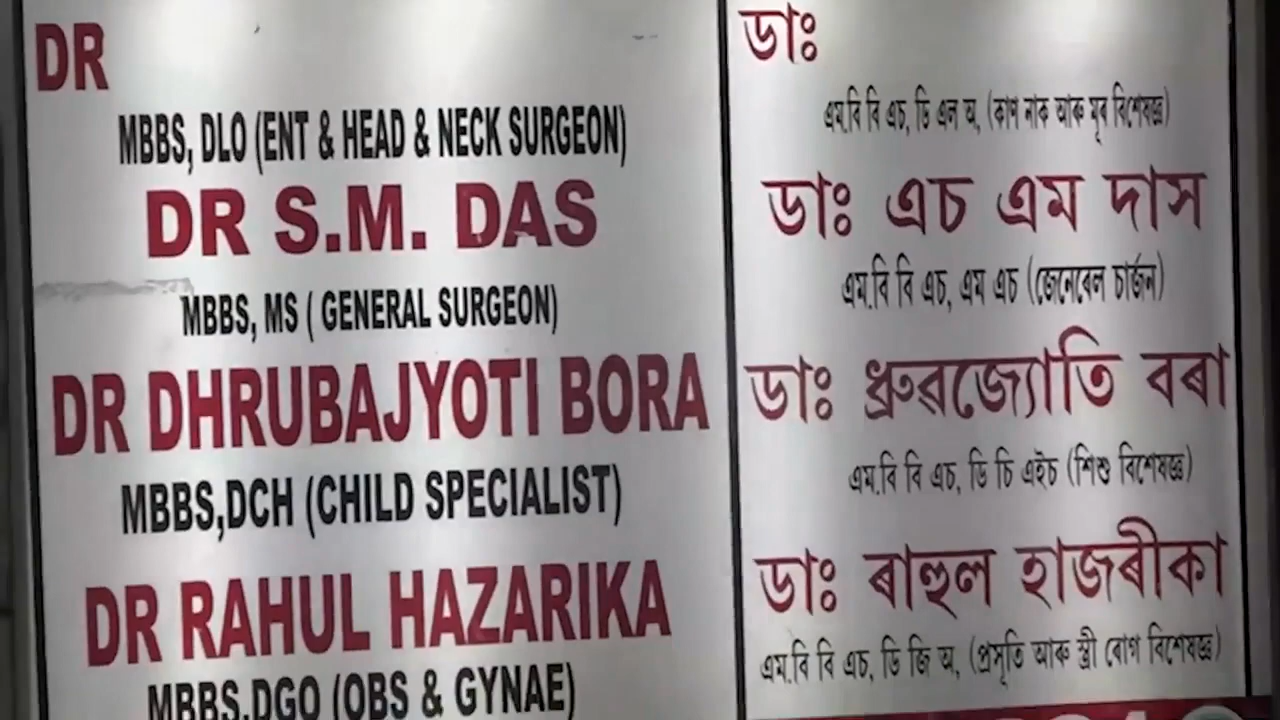 DR
MBBS, DLO (ENT & HEAD & NECK SURGEON)
DR S.M. DAS
MBBS, MS ( GENERAL SURGEON)
DR DHRUBAJYOTI BORA
MBBS,DCH (CHILD SPECIALIST)
DR RAHUL HAZARIKA
MBBS,DGO (OBS & GYNAE)
ডাঃ
এম.বি বি এচ, ডি এল অ, (কাণ নাক আৰু মূৰ বিশেষজ্ঞ)
ডাঃ এচ এম দাস
এম.বি বি এচ, এম এচ (জেনেৰেল চাৰ্জন)
ডাঃ ধ্ৰুৱজ্যোতি বৰা
এম.বি বি এচ, ডি চি এইচ (শিশু বিশেষজ্ঞ)
ডাঃ ৰাহুল হাজৰীকা
এম.বি বি এচ, ডি জি অ, (প্ৰসূতি আৰু স্ত্ৰী ৰোগ বিশেষজ্ঞ)